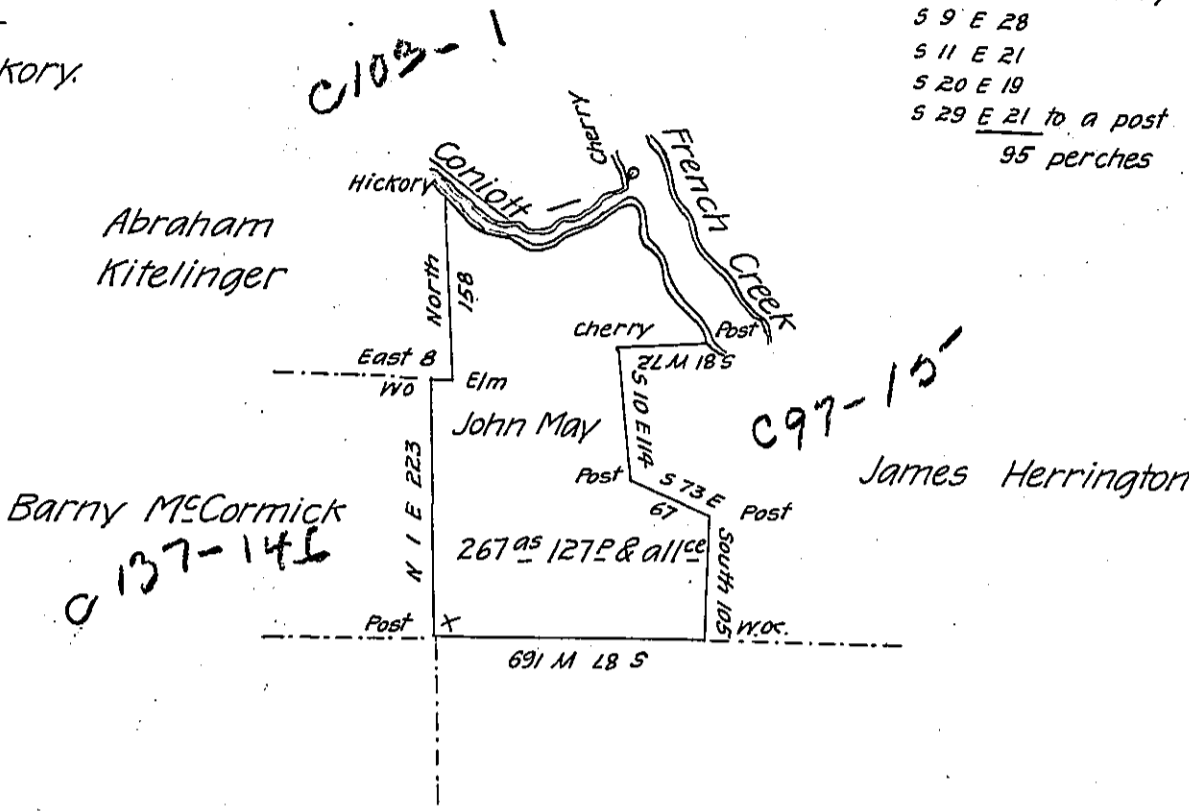 kory.
S 9 E 28
S 11 E 21
S 20 E 19
S 29 E 21 to a post
95 perches
C103-1
Cherry
French Creek
Coniott
Hickory
Abraham
Kitelinger
North
158
Cherry
Post
S 81 W 72
East 8
WO
Elm
John May
S 10 E 114
C97-15
James Herrington
Post
S 73 E
67
Post
Barny McCormick
C137-141
N 1 E 223
267 as 127 P & allce
South 105
Post
X
W.oc.
S 87 W 169